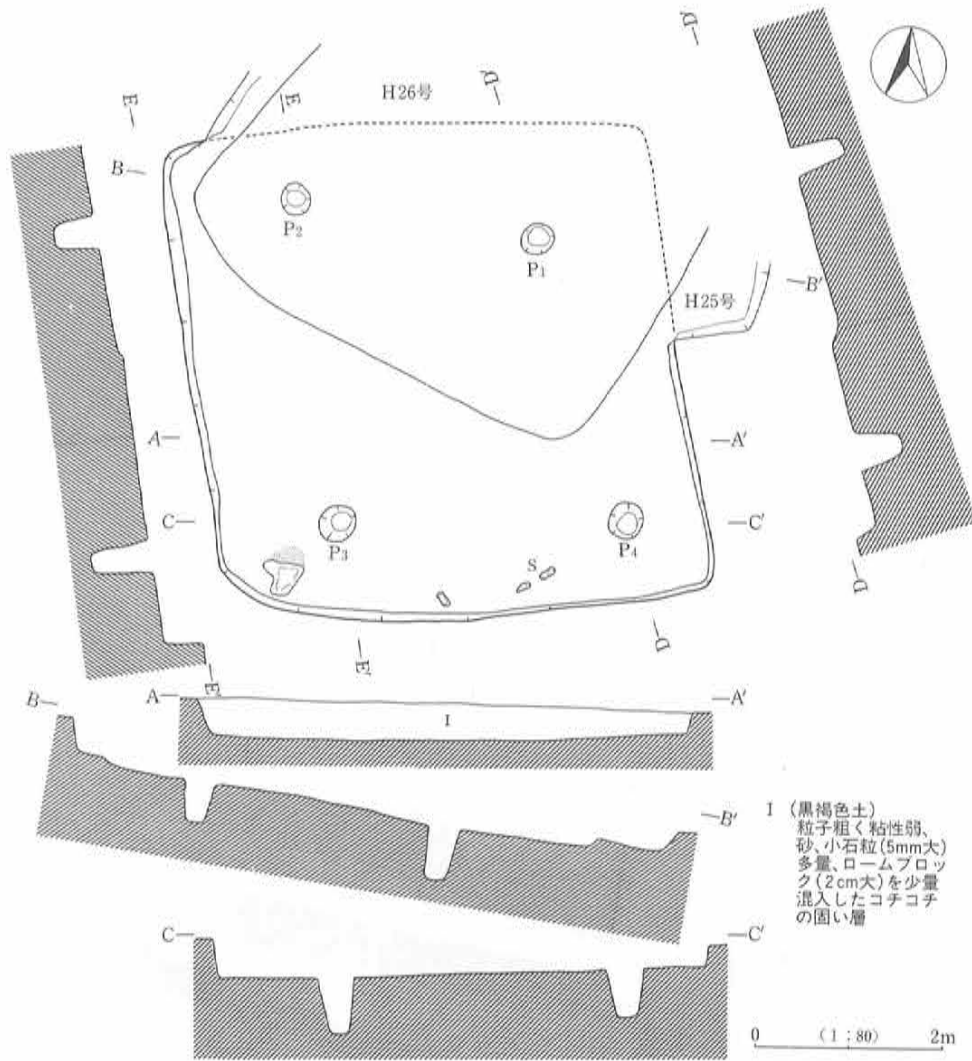 D'
D'
E
E
H26号
B
P2
P1
H25号
B'
A
A'
C
C'
P3
P4
S
D
E'
D
E'
A
A'
B
I
B'
I (黒褐色土)
粒子粗く粘性弱、
砂、小石粒(5mm大)
多量、ロームブロッ
ク(2cm大)を少量
混入したコチコチ
の固い層
C
C'
0 (1:80) 2m